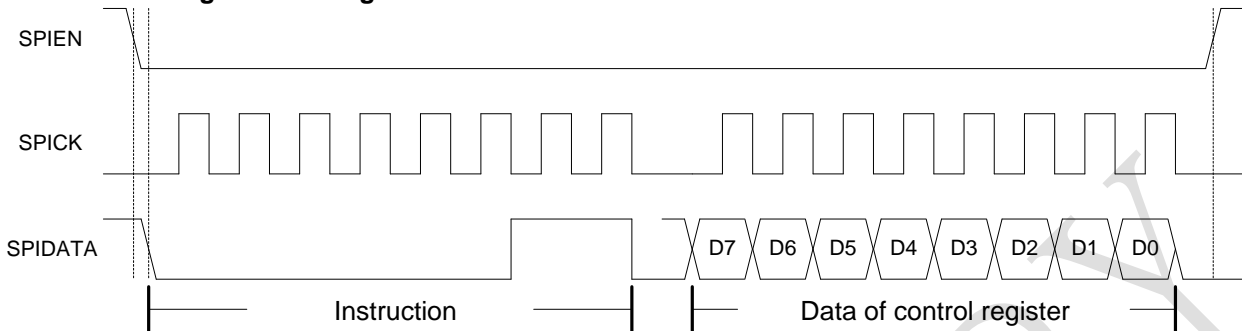 SPIEN
SPICK
SPIDATA
D7 D6 D5 D4 D3 D2 D1 D0
Instruction
Data of control register